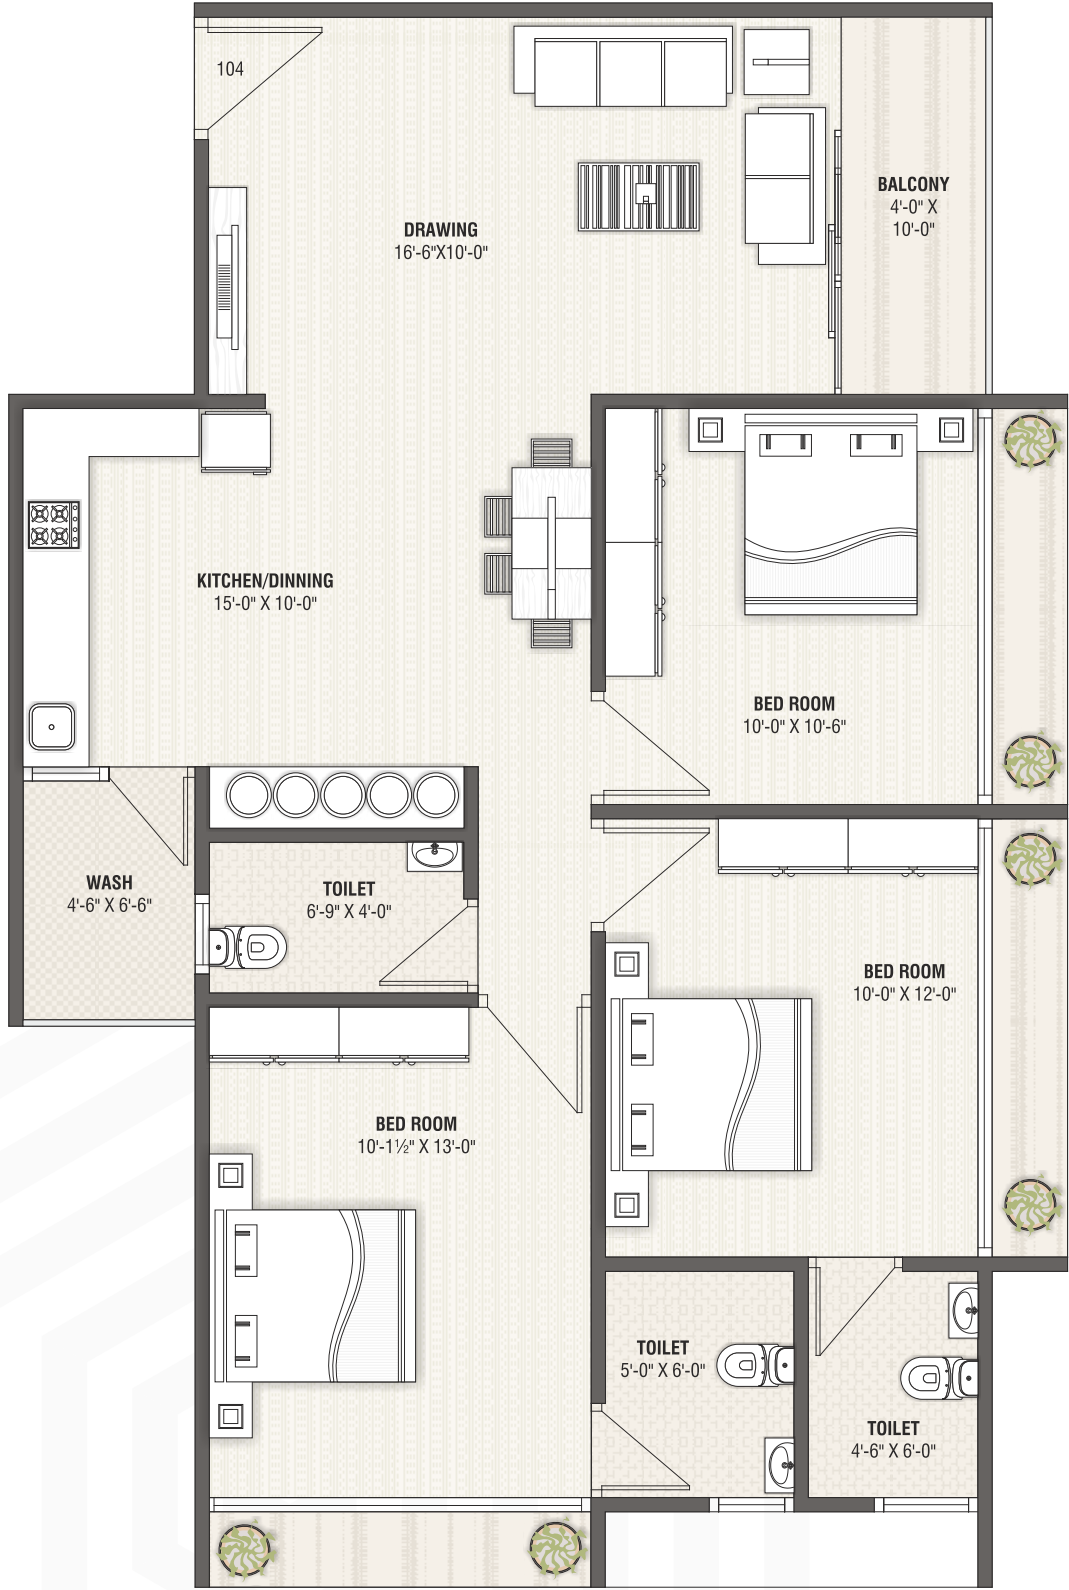 104
DRAWING
16'-6"X10'-0"
BALCONY
4'-0" X
10'-0"
KITCHEN/DINNING
15'-0" X 10'-0"
BED ROOM
10'-0" X 10'-6"
WASH
4'-6" X 6'-6"
TOILET
6'-9" X 4'-0"
BED ROOM
10'-0" X 12'-0"
BED ROOM
10'-1½" X 13'-0"
TOILET
5'-0" X 6'-0"
TOILET
4'-6" X 6'-0"